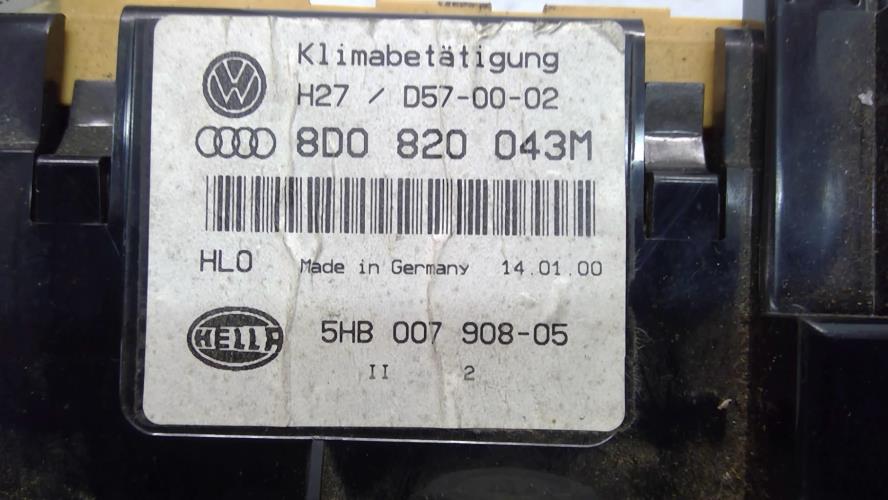 Klimabetätigung
H27 / D57-00-02
8D0 820 043M
HLO Made in Germany 14.01.00
HELLA 5HB 007 908-05
II 2